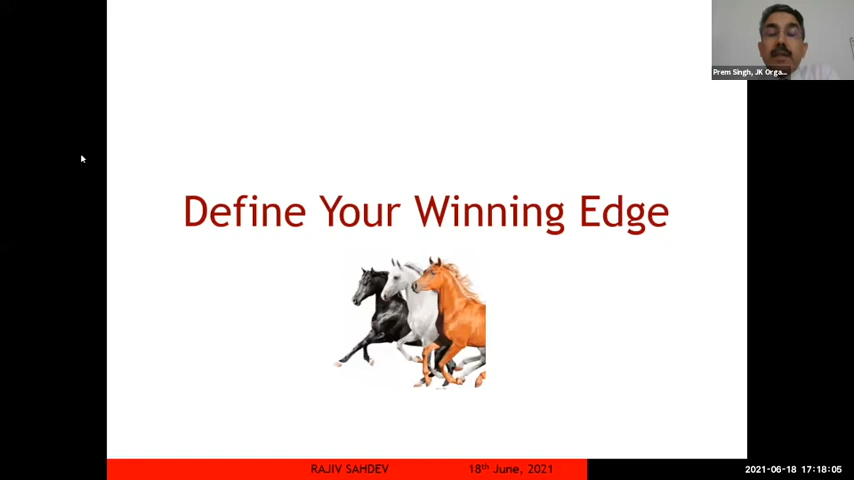 Prem Singh, JK Orga...
Define Your Winning Edge
RAJIV SAHDEV 18th June, 2021
2021-06-18 17:18:05